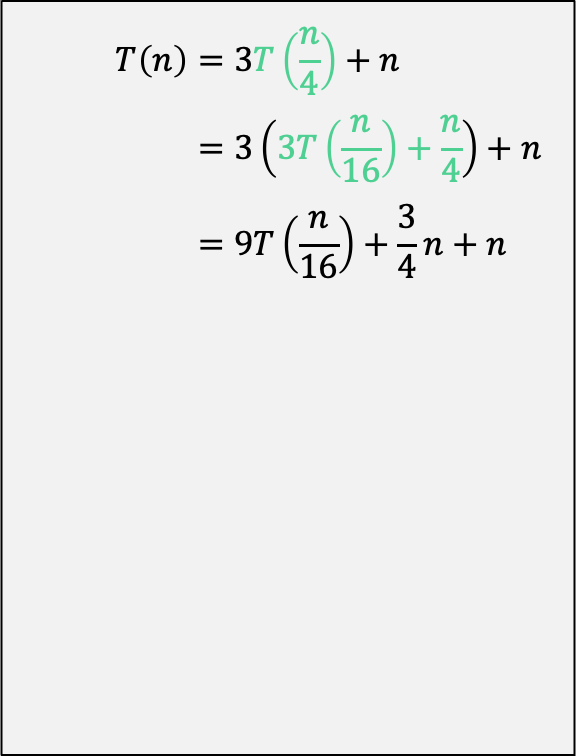 T(n) = 3T(n/4) + n
= 3(3T(n/16) + n/4) + n
= 9T(n/16) + 3/4 n + n